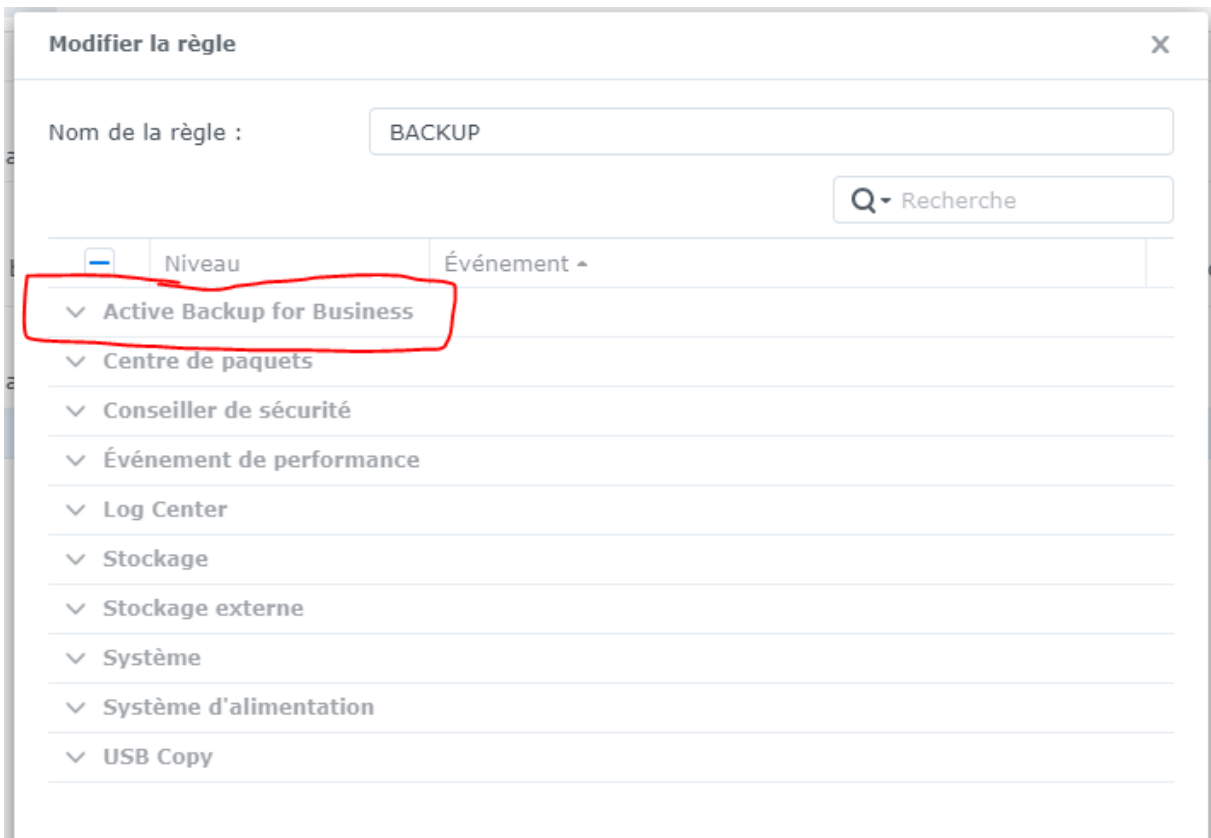 Modifier la règle
Nom de la règle : BACKUP
Recherche
Niveau Événement
Active Backup for Business
Centre de paquets
Conseiller de sécurité
Événement de performance
Log Center
Stockage
Stockage externe
Système
Système d'alimentation
USB Copy